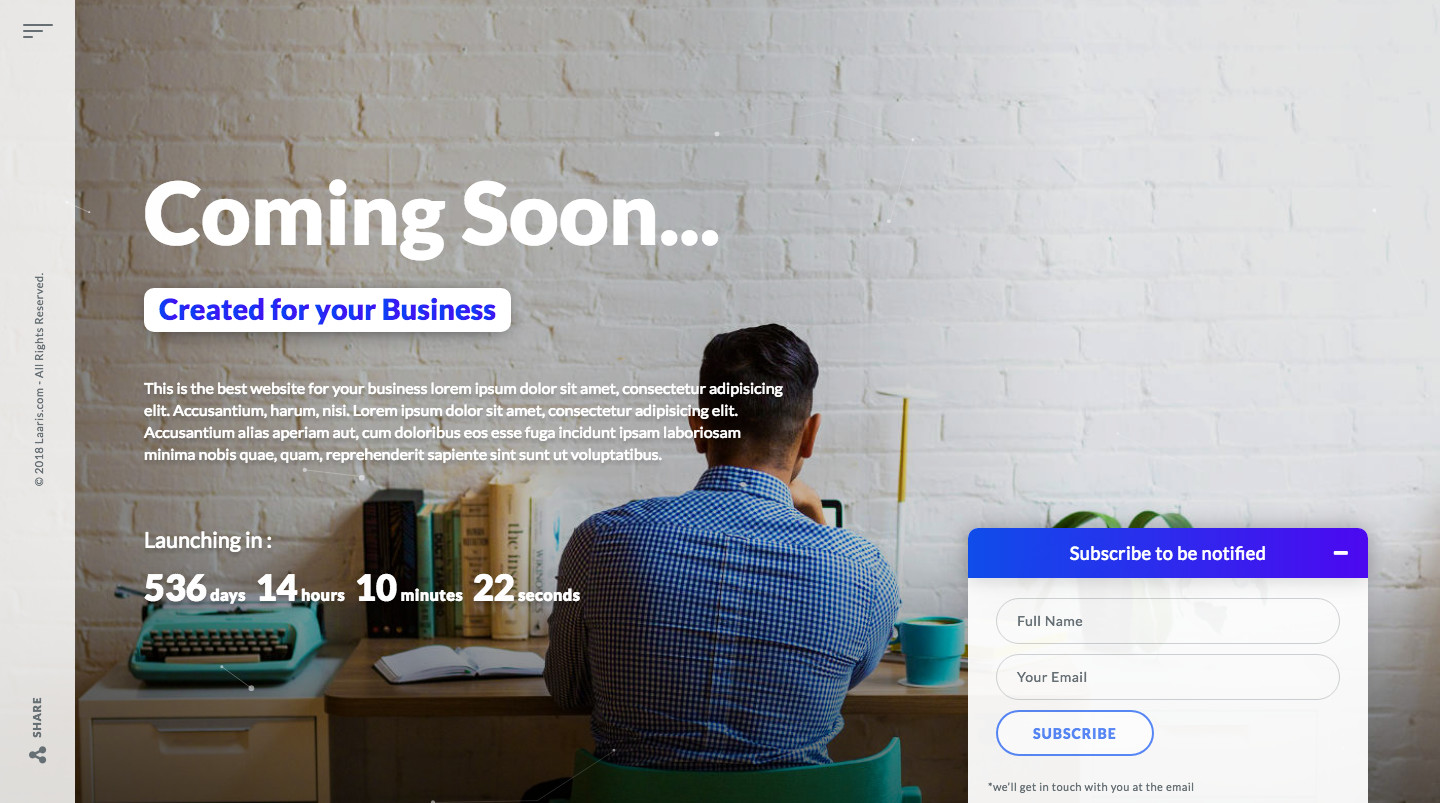 Coming Soon...
Created for your Business
This is the best website for your business lorem ipsum dolor sit amet, consectetur adipisicing
elit. Accusantium, harum, nisi. Lorem ipsum dolor sit amet, consectetur adipisicing elit.
Accusantium alias aperiam aut, cum doloribus eos esse fuga incidunt ipsam laboriosam
minima nobis quae, quam, reprehenderit sapiente sint sunt ut voluptatibus.
Launching in :
536 days 14 hours 10 minutes 22 seconds
© 2018 Laaris.com - All Rights Reserved.
SHARE
Subscribe to be notified
Full Name
Your Email
SUBSCRIBE
*we'll get in touch with you at the email